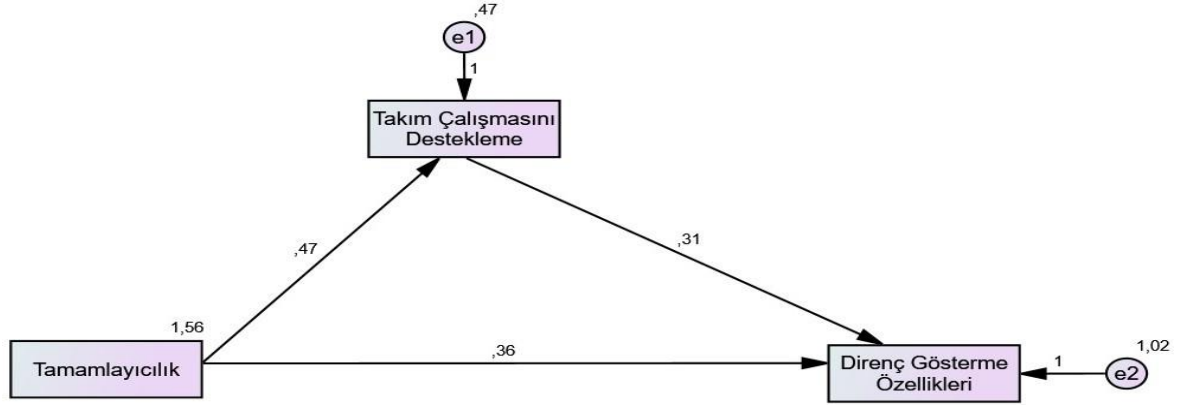 ,47
e1
1
Takım Çalışmasını
Destekleme
,47
,31
1,56
Tamamlayıcılık
,36
Direnç Gösterme
Özellikleri
1
1,02
e2